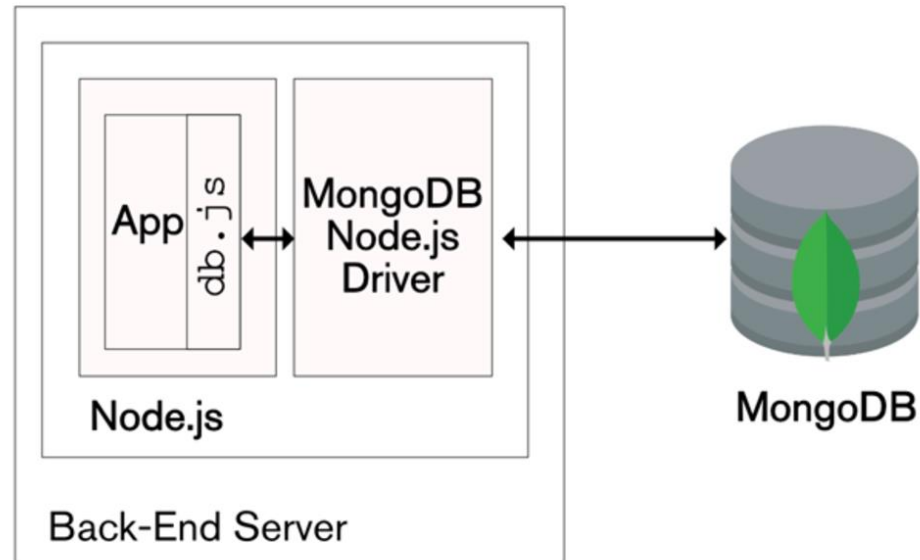 App
db.js
MongoDB
Node.js
Driver
Node.js
Back-End Server
MongoDB